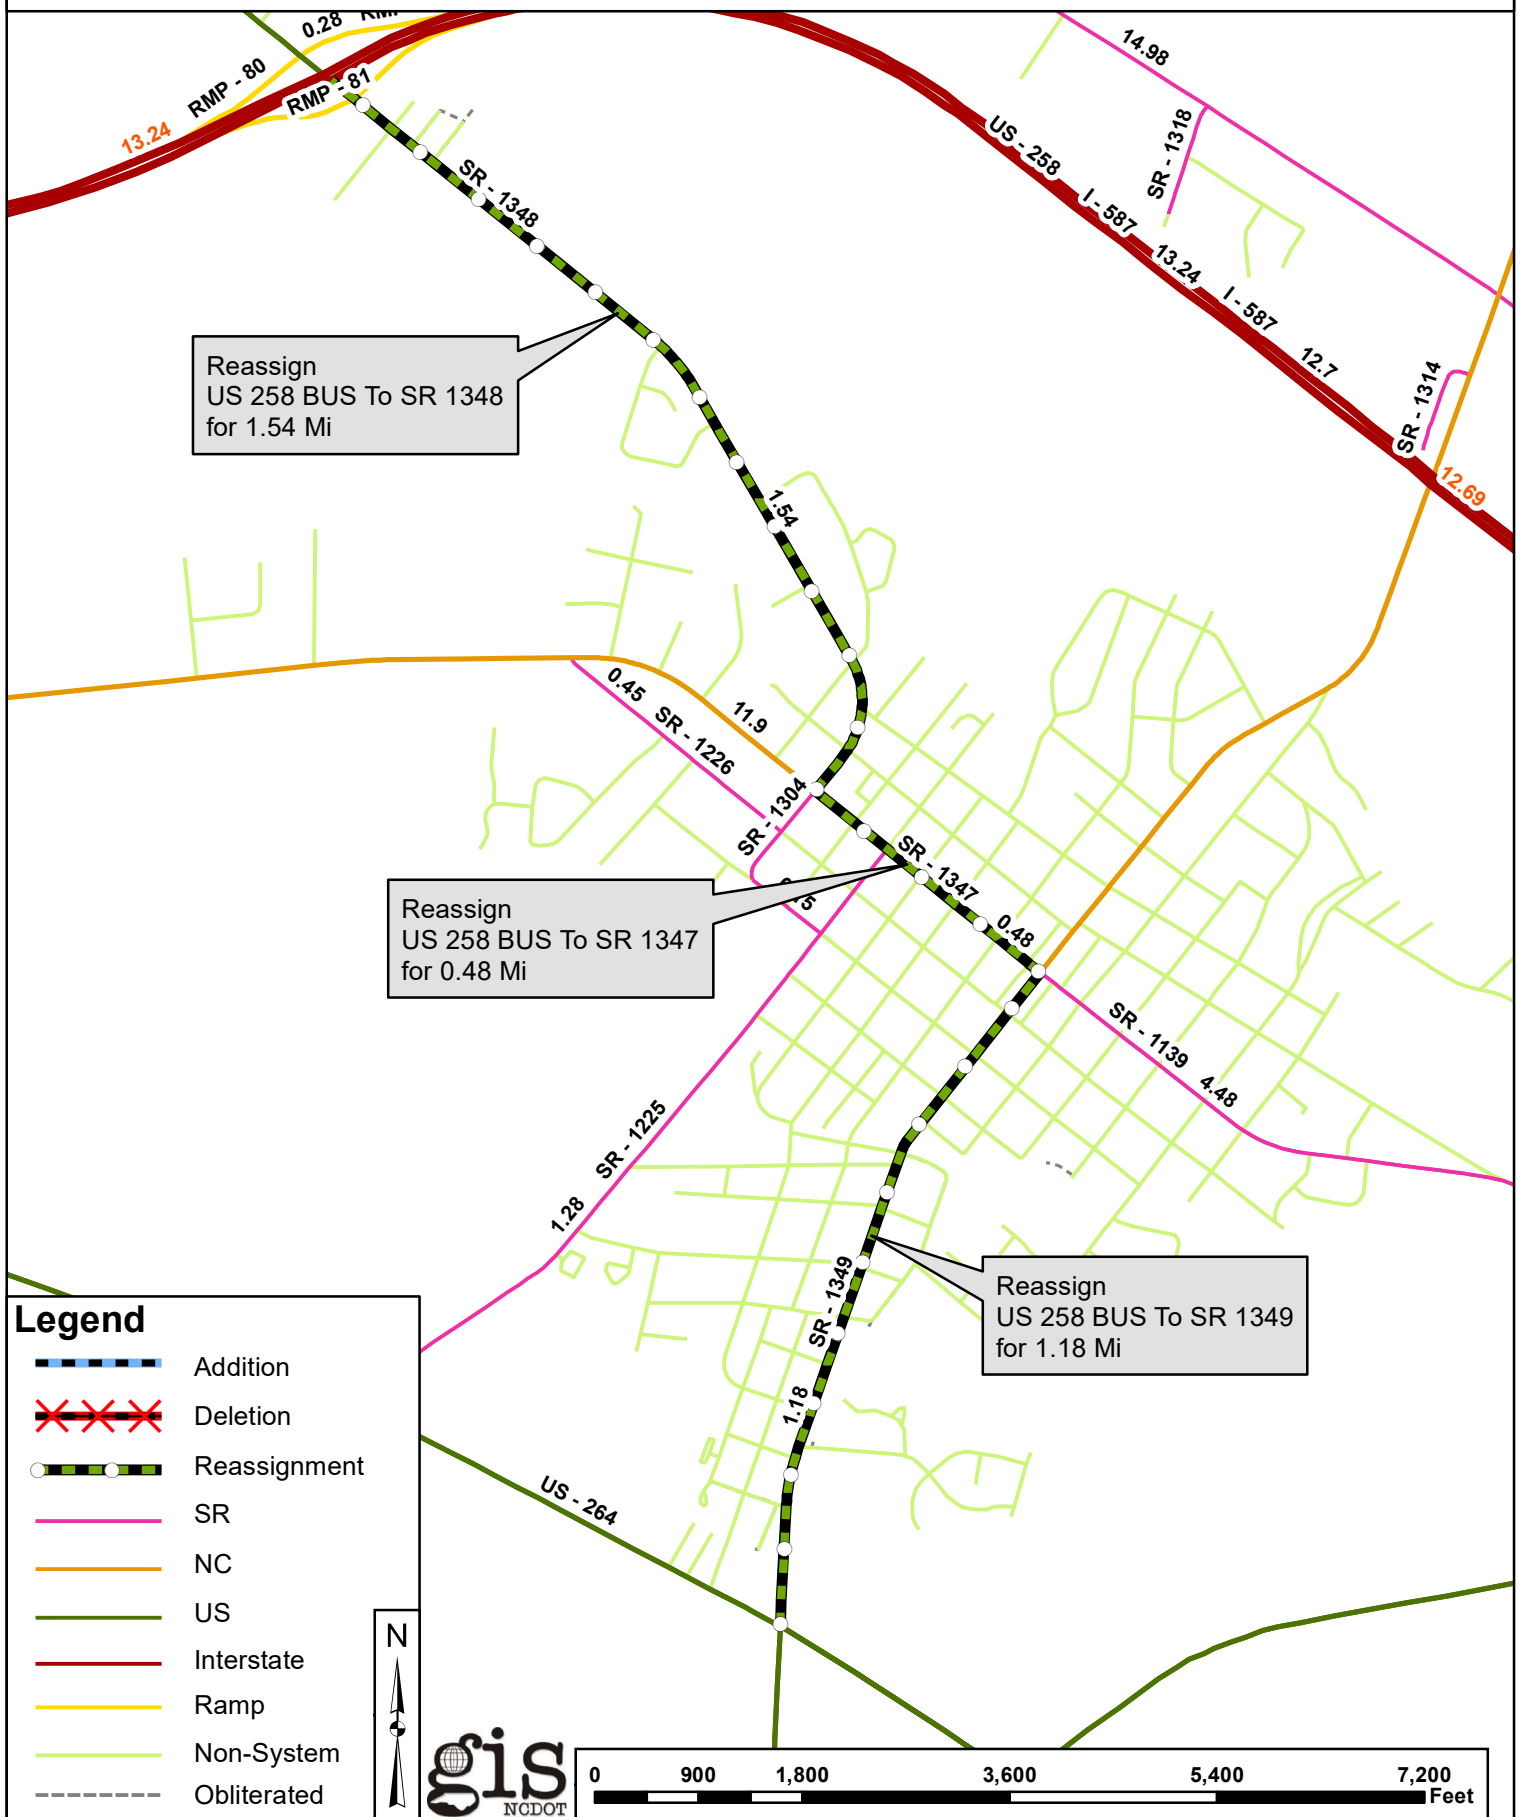 0.28
RMP - 80
RMP - 81
13.24
14.98
SR - 1318
US - 258
I - 587
13.24
I - 587
12.7
SR - 1314
12.69
SR - 1348
Reassign
US 258 BUS To SR 1348
for 1.54 Mi
1.54
0.45
SR - 1226
11.9
SR - 1304
SR - 1347
0.48
Reassign
US 258 BUS To SR 1347
for 0.48 Mi
SR - 1139
4.48
SR - 1225
1.28
SR - 1349
1.18
Reassign
US 258 BUS To SR 1349
for 1.18 Mi
US - 264
Legend
Addition
Deletion
Reassignment
SR
NC
US
Interstate
Ramp
Non-System
Obliterated
N
gis
NCDOT
0 900 1,800 3,600 5,400 7,200
Feet